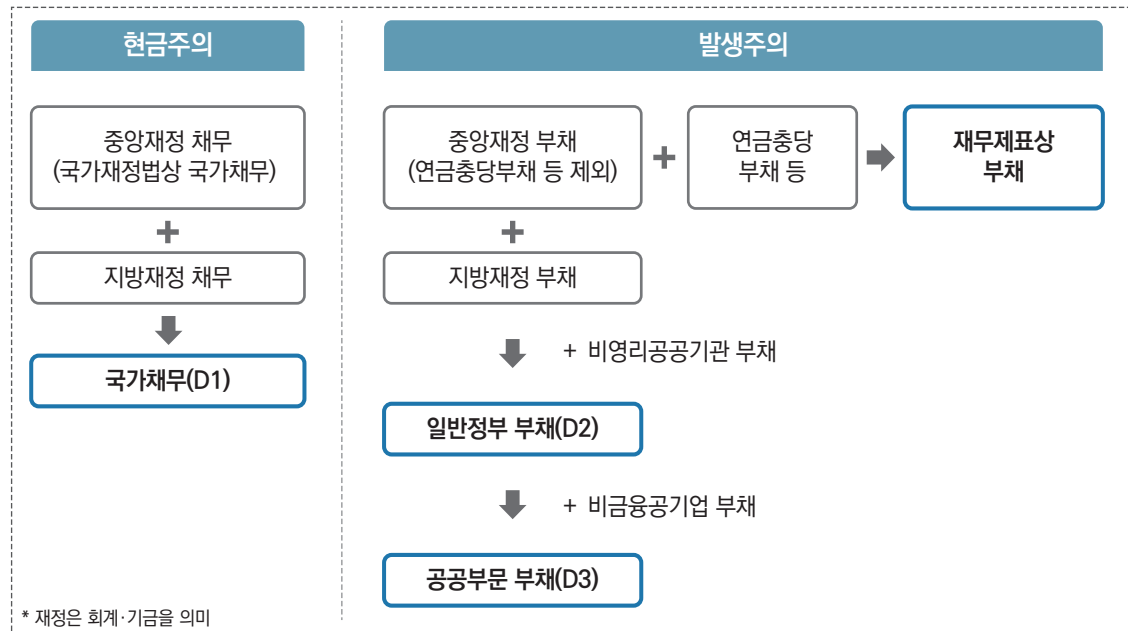 현금주의
중앙재정 채무
(국가재정법상 국가채무)
+
지방재정 채무
국가채무(D1)
* 재정은 회계·기금을 의미
발생주의
중앙재정 부채
(연금충당부채 등 제외)
+
연금충당
부채 등
재무제표상
부채
+
지방재정 부채
+ 비영리공공기관 부채
일반정부 부채(D2)
+ 비금융공기업 부채
공공부문 부채(D3)